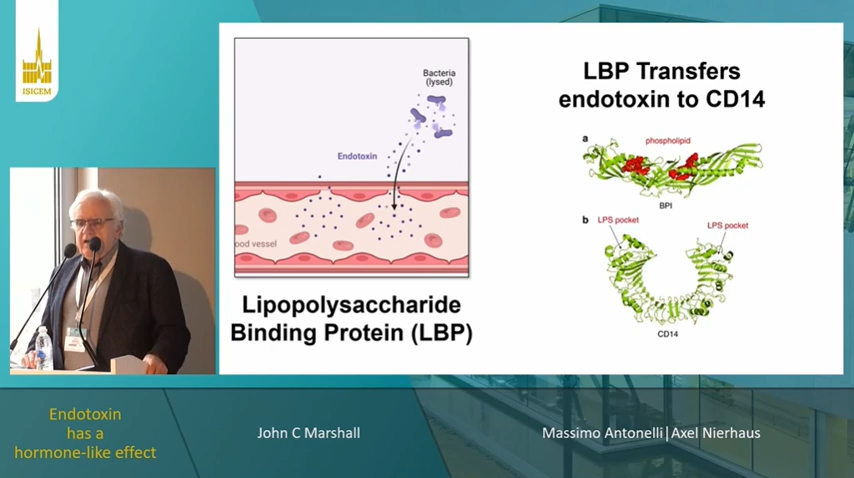 ISICEM
Bacteria
(lysed)
Endotoxin
ood vessel
Lipopolysaccharide
Binding Protein (LBP)
LBP Transfers
endotoxin to CD14
a
phospholipid
BPI
b
LPS pocket
LPS pocket
CD14
Endotoxin
has a
hormone-like effect
John C Marshall
Massimo Antonelli|Axel Nierhaus